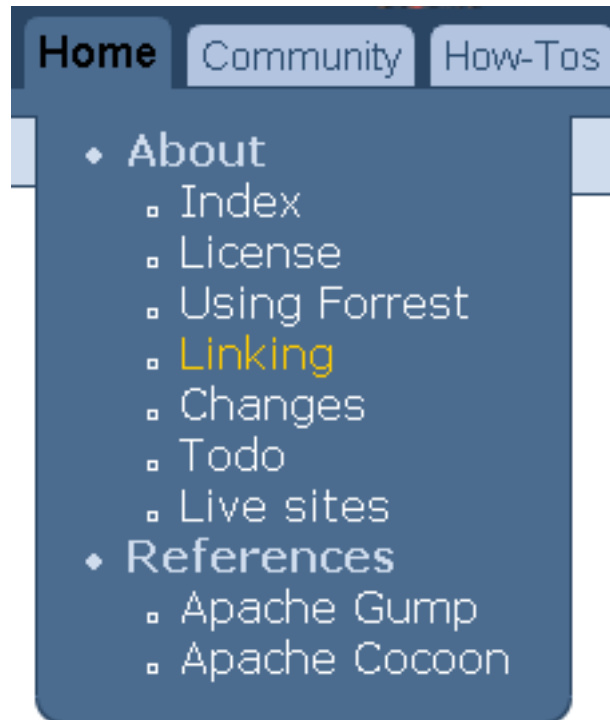 Home Community How-Tos
About
Index
License
Using Forrest
Linking
Changes
Todo
Live sites
References
Apache Gump
Apache Cocoon